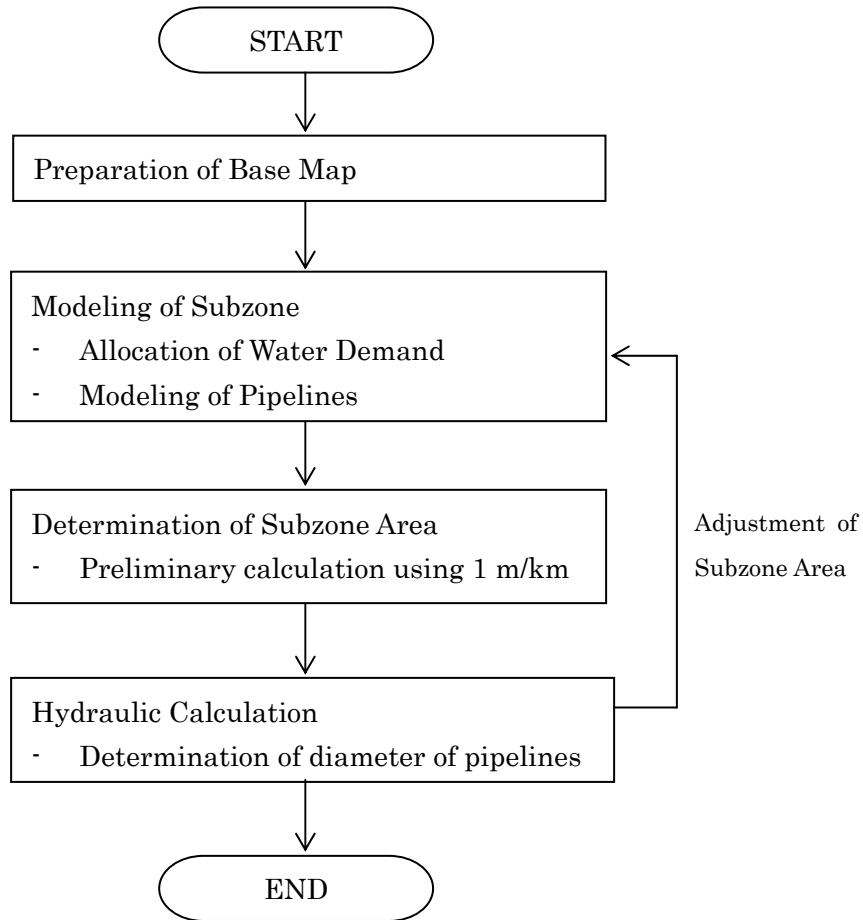 START
Preparation of Base Map
Modeling of Subzone
- Allocation of Water Demand
- Modeling of Pipelines
Determination of Subzone Area
- Preliminary calculation using 1 m/km
Adjustment of
Subzone Area
Hydraulic Calculation
- Determination of diameter of pipelines
END